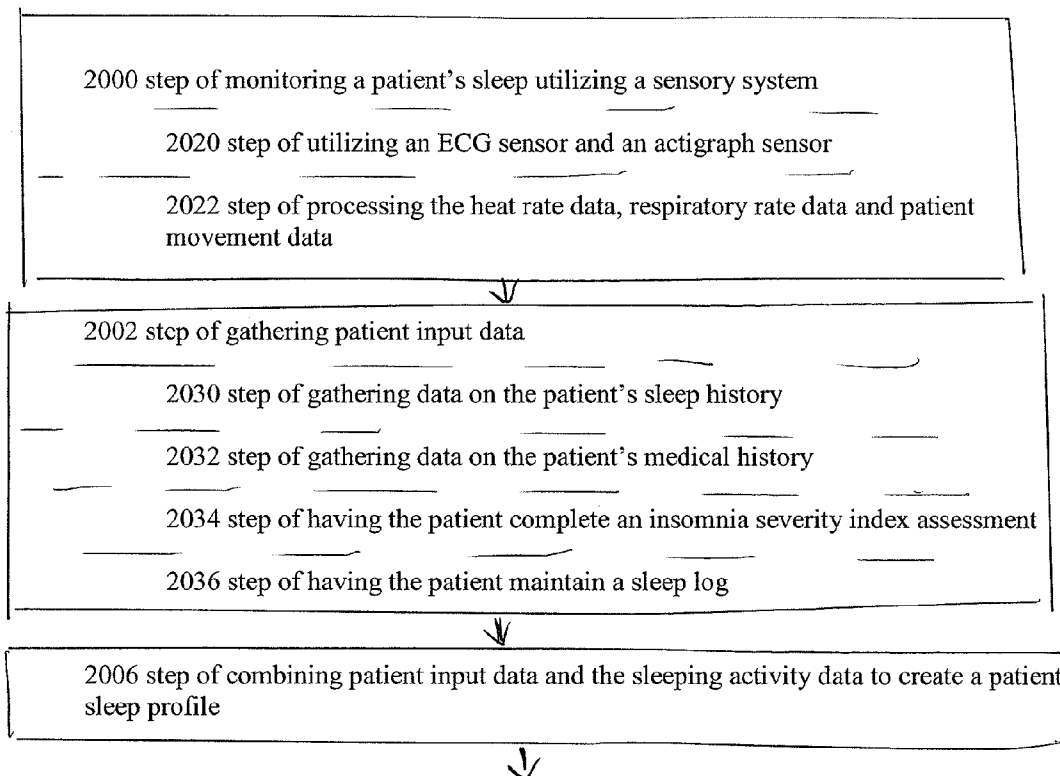 2000 step of monitoring a patient's sleep utilizing a sensory system
2020 step of utilizing an ECG sensor and an actigraph sensor
2022 step of processing the heat rate data, respiratory rate data and patient
movement data
2002 step of gathering patient input data
2030 step of gathering data on the patient's sleep history
2032 step of gathering data on the patient's medical history
2034 step of having the patient complete an insomnia severity index assessment
2036 step of having the patient maintain a sleep log
2006 step of combining patient input data and the sleeping activity data to create a patient
sleep profile